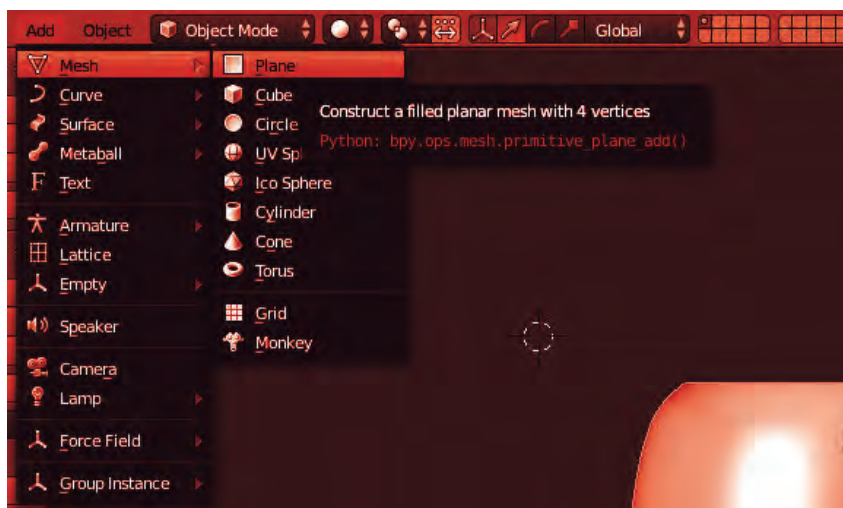 Add Object Object Mode Global
Mesh
Curve
Surface
Metaball
Text
Armature
Lattice
Empty
Speaker
Camera
Lamp
Force Field
Group Instance
Plane
Cube
Circle
UV Sp
Ico Sphere
Cylinder
Cone
Torus
Grid
Monkey
Construct a filled planar mesh with 4 vertices
Python: bpy.ops.mesh.primitive_plane_add()